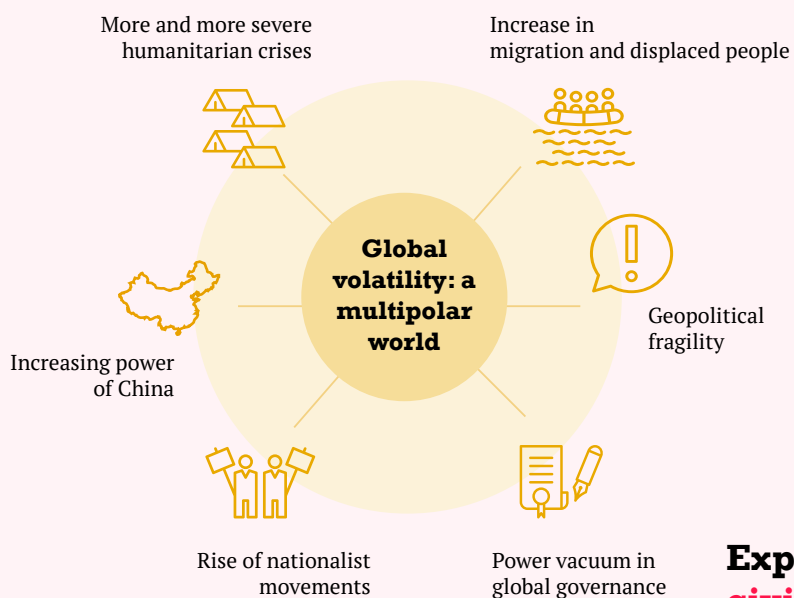 More and more severe
humanitarian crises
Increase in
migration and displaced people
Global
volatility: a
multipolar
world
Geopolitical
fragility
Increasing power
of China
Rise of nationalist
movements
Power vacuum in
global governance
Exp